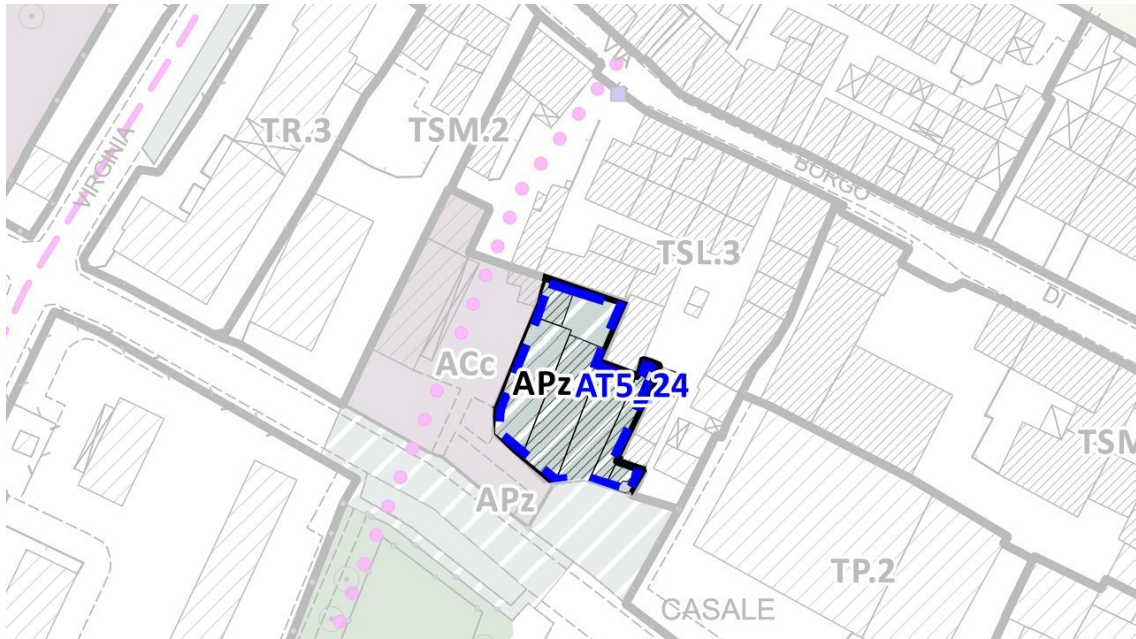 TR.3
TSM.2
VIRGINIA
BORGO
TSL.3
DI
ACc
APz
AT5_24
TSM
APz
TP.2
CASALE